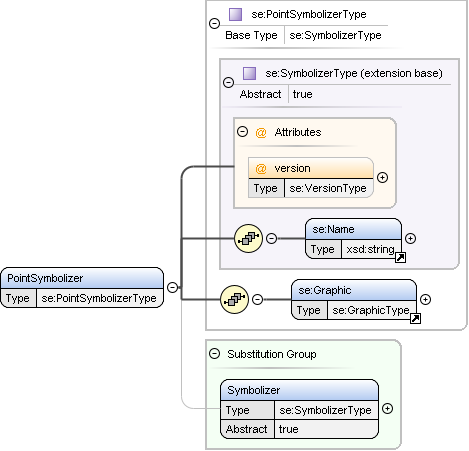 se:PointSymbolizerType
Base Type se:SymbolizerType
se:SymbolizerType (extension base)
Abstract true
@ Attributes
@ version
Type se:VersionType
se:Name
Type xsd:string
PointSymbolizer
Type se:PointSymbolizerType
se:Graphic
Type se:GraphicType
Substitution Group
Symbolizer
Type se:SymbolizerType
Abstract true